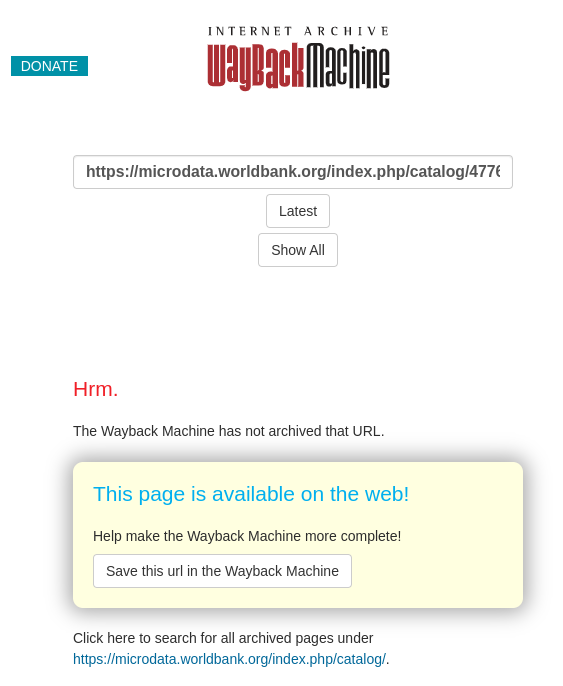 INTERNET ARCHIVE
WayBackMachine
DONATE
https://microdata.worldbank.org/index.php/catalog/4776
Latest
Show All
Hrm.
The Wayback Machine has not archived that URL.
This page is available on the web!
Help make the Wayback Machine more complete!
Save this url in the Wayback Machine
Click here to search for all archived pages under
https://microdata.worldbank.org/index.php/catalog/.